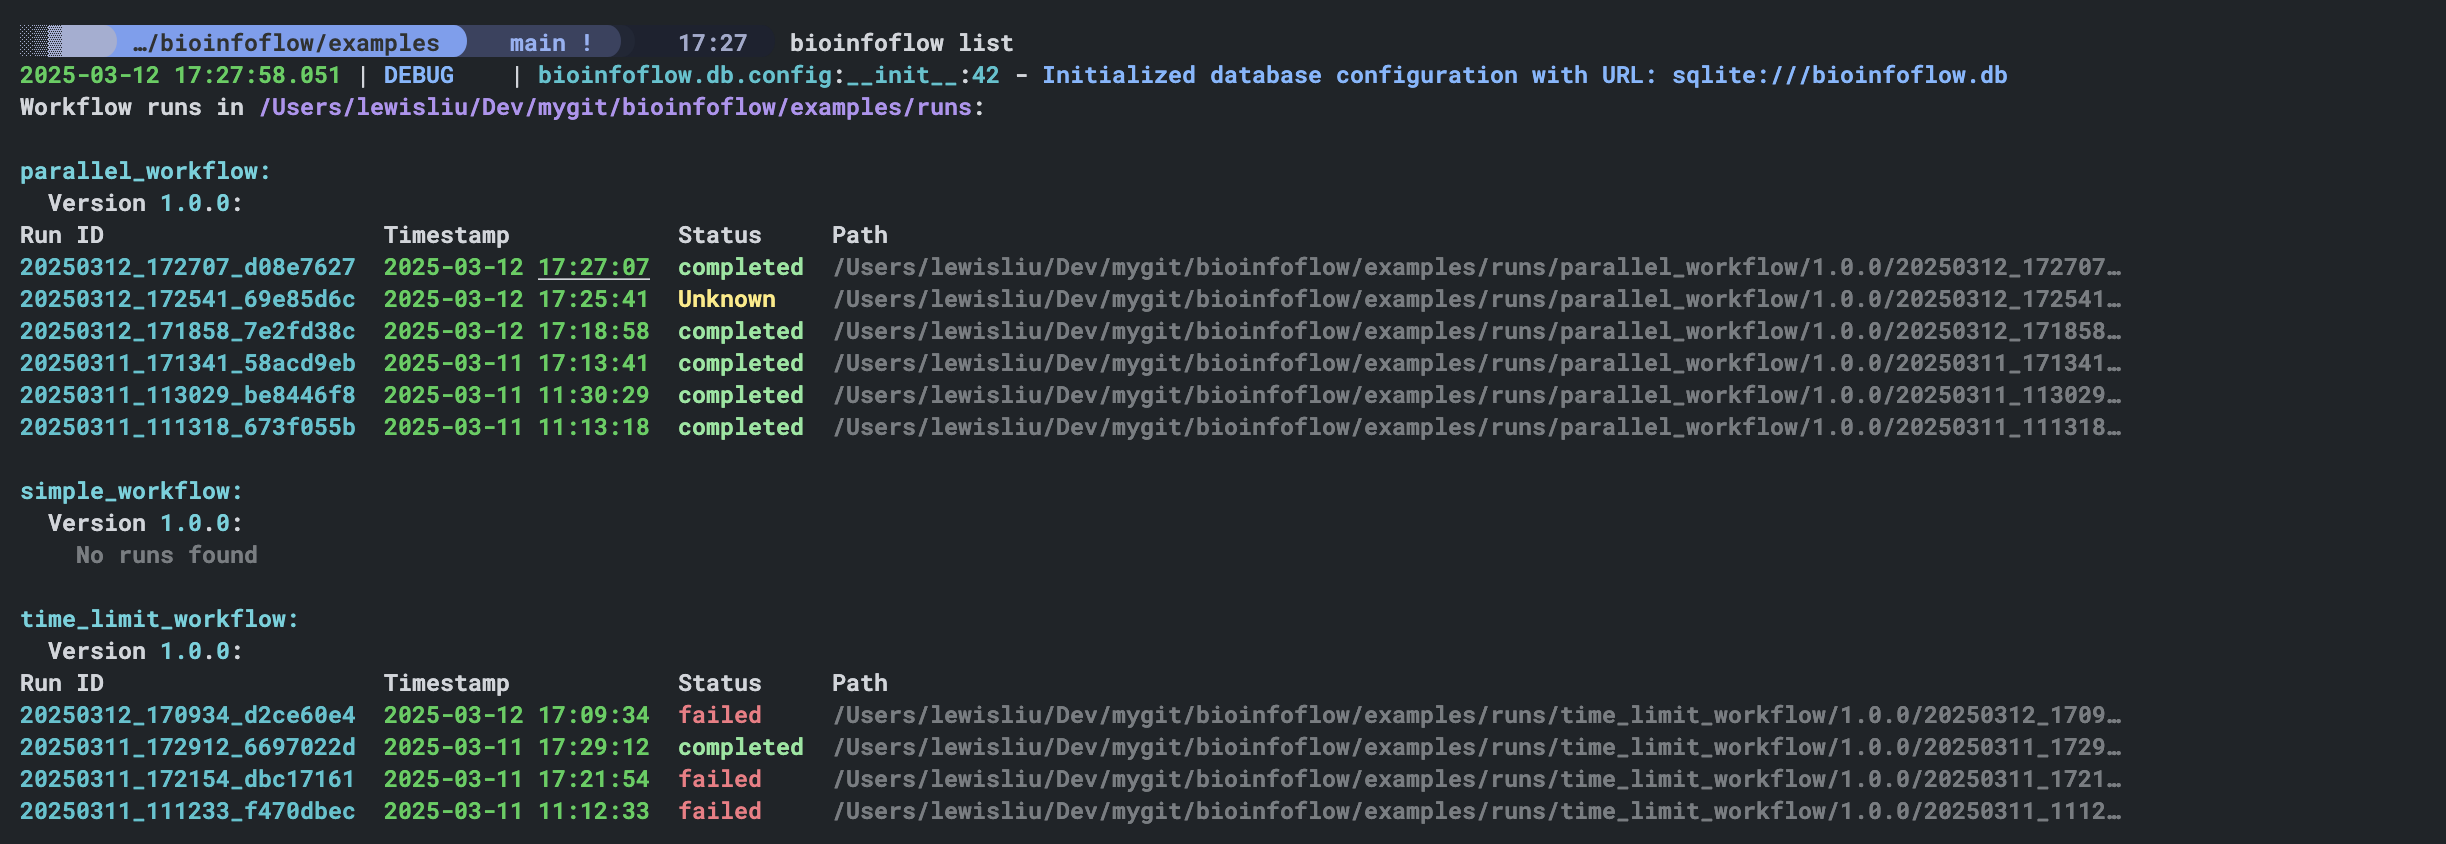 …/bioinfoflow/examples main ! 17:27 bioinfoflow list
2025-03-12 17:27:58.051 | DEBUG    | bioinfoflow.db.config:__init__:42 - Initialized database configuration with URL: sqlite:///bioinfoflow.db
Workflow runs in /Users/lewisliu/Dev/mygit/bioinfoflow/examples/runs:
parallel_workflow:
Version 1.0.0:
Run ID Timestamp Status Path
20250312_172707_d08e7627 2025-03-12 17:27:07 completed /Users/lewisliu/Dev/mygit/bioinfoflow/examples/runs/parallel_workflow/1.0.0/20250312_172707…
20250312_172541_69e85d6c 2025-03-12 17:25:41 Unknown /Users/lewisliu/Dev/mygit/bioinfoflow/examples/runs/parallel_workflow/1.0.0/20250312_172541…
20250312_171858_7e2fd38c 2025-03-12 17:18:58 completed /Users/lewisliu/Dev/mygit/bioinfoflow/examples/runs/parallel_workflow/1.0.0/20250312_171858…
20250311_171341_58acd9eb 2025-03-11 17:13:41 completed /Users/lewisliu/Dev/mygit/bioinfoflow/examples/runs/parallel_workflow/1.0.0/20250311_171341…
20250311_113029_be8446f8 2025-03-11 11:30:29 completed /Users/lewisliu/Dev/mygit/bioinfoflow/examples/runs/parallel_workflow/1.0.0/20250311_113029…
20250311_111318_673f055b 2025-03-11 11:13:18 completed /Users/lewisliu/Dev/mygit/bioinfoflow/examples/runs/parallel_workflow/1.0.0/20250311_111318…
simple_workflow:
Version 1.0.0:
No runs found
time_limit_workflow:
Version 1.0.0:
Run ID Timestamp Status Path
20250312_170934_d2ce60e4 2025-03-12 17:09:34 failed /Users/lewisliu/Dev/mygit/bioinfoflow/examples/runs/time_limit_workflow/1.0.0/20250312_1709…
20250311_172912_6697022d 2025-03-11 17:29:12 completed /Users/lewisliu/Dev/mygit/bioinfoflow/examples/runs/time_limit_workflow/1.0.0/20250311_1729…
20250311_172154_dbc17161 2025-03-11 17:21:54 failed /Users/lewisliu/Dev/mygit/bioinfoflow/examples/runs/time_limit_workflow/1.0.0/20250311_1721…
20250311_111233_f470dbec 2025-03-11 11:12:33 failed /Users/lewisliu/Dev/mygit/bioinfoflow/examples/runs/time_limit_workflow/1.0.0/20250311_1112…